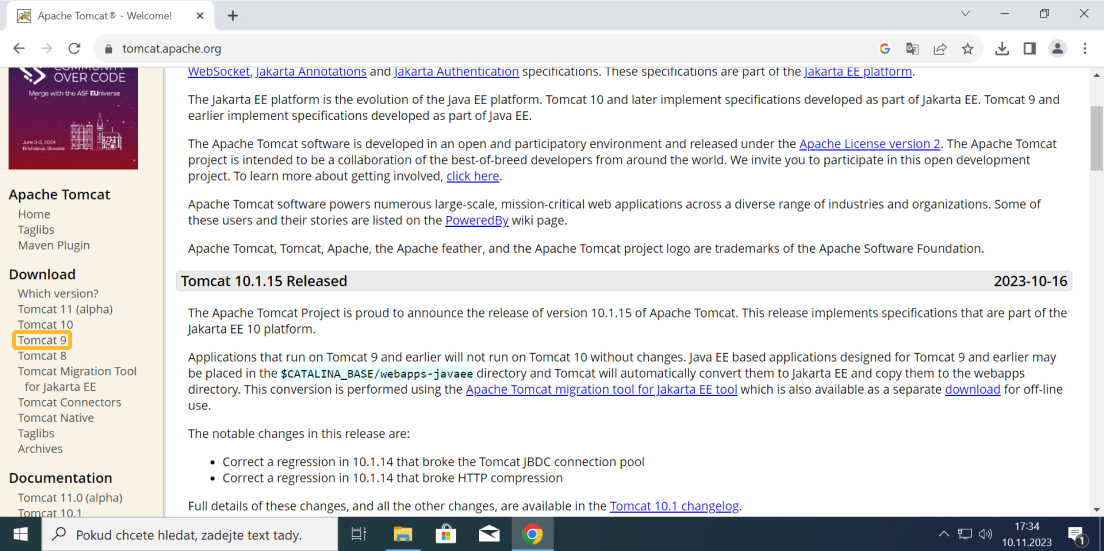 Apache Tomcat® - Welcome!
tomcat.apache.org
COMMUNITY
OVER CODE
Merge with the ASF EUniverse
June 3-5, 2024
Bratislava, Slovakia
Apache Tomcat
Home
Taglibs
Maven Plugin
Download
Which version?
Tomcat 11 (alpha)
Tomcat 10
Tomcat 9
Tomcat 8
Tomcat Migration Tool
for Jakarta EE
Tomcat Connectors
Tomcat Native
Taglibs
Archives
Documentation
Tomcat 11.0 (alpha)
Tomcat 10.1
WebSocket, Jakarta Annotations and Jakarta Authentication specifications. These specifications are part of the Jakarta EE platform.
The Jakarta EE platform is the evolution of the Java EE platform. Tomcat 10 and later implement specifications developed as part of Jakarta EE. Tomcat 9 and
earlier implement specifications developed as part of Java EE.
The Apache Tomcat software is developed in an open and participatory environment and released under the Apache License version 2. The Apache Tomcat
project is intended to be a collaboration of the best-of-breed developers from around the world. We invite you to participate in this open development
project. To learn more about getting involved, click here.
Apache Tomcat software powers numerous large-scale, mission-critical web applications across a diverse range of industries and organizations. Some of
these users and their stories are listed on the PoweredBy wiki page.
Apache Tomcat, Tomcat, Apache, the Apache feather, and the Apache Tomcat project logo are trademarks of the Apache Software Foundation.
Tomcat 10.1.15 Released 2023-10-16
The Apache Tomcat Project is proud to announce the release of version 10.1.15 of Apache Tomcat. This release implements specifications that are part of the
Jakarta EE 10 platform.
Applications that run on Tomcat 9 and earlier will not run on Tomcat 10 without changes. Java EE based applications designed for Tomcat 9 and earlier may
be placed in the $CATALINA_BASE/webapps-javaee directory and Tomcat will automatically convert them to Jakarta EE and copy them to the webapps
directory. This conversion is performed using the Apache Tomcat migration tool for Jakarta EE tool which is also available as a separate download for off-line
use.
The notable changes in this release are:
• Correct a regression in 10.1.14 that broke the Tomcat JBDC connection pool
• Correct a regression in 10.1.14 that broke HTTP compression
Full details of these changes, and all the other changes, are available in the Tomcat 10.1 changelog.
Pokud chcete hledat, zadejte text tady.
17:34
10.11.2023
1